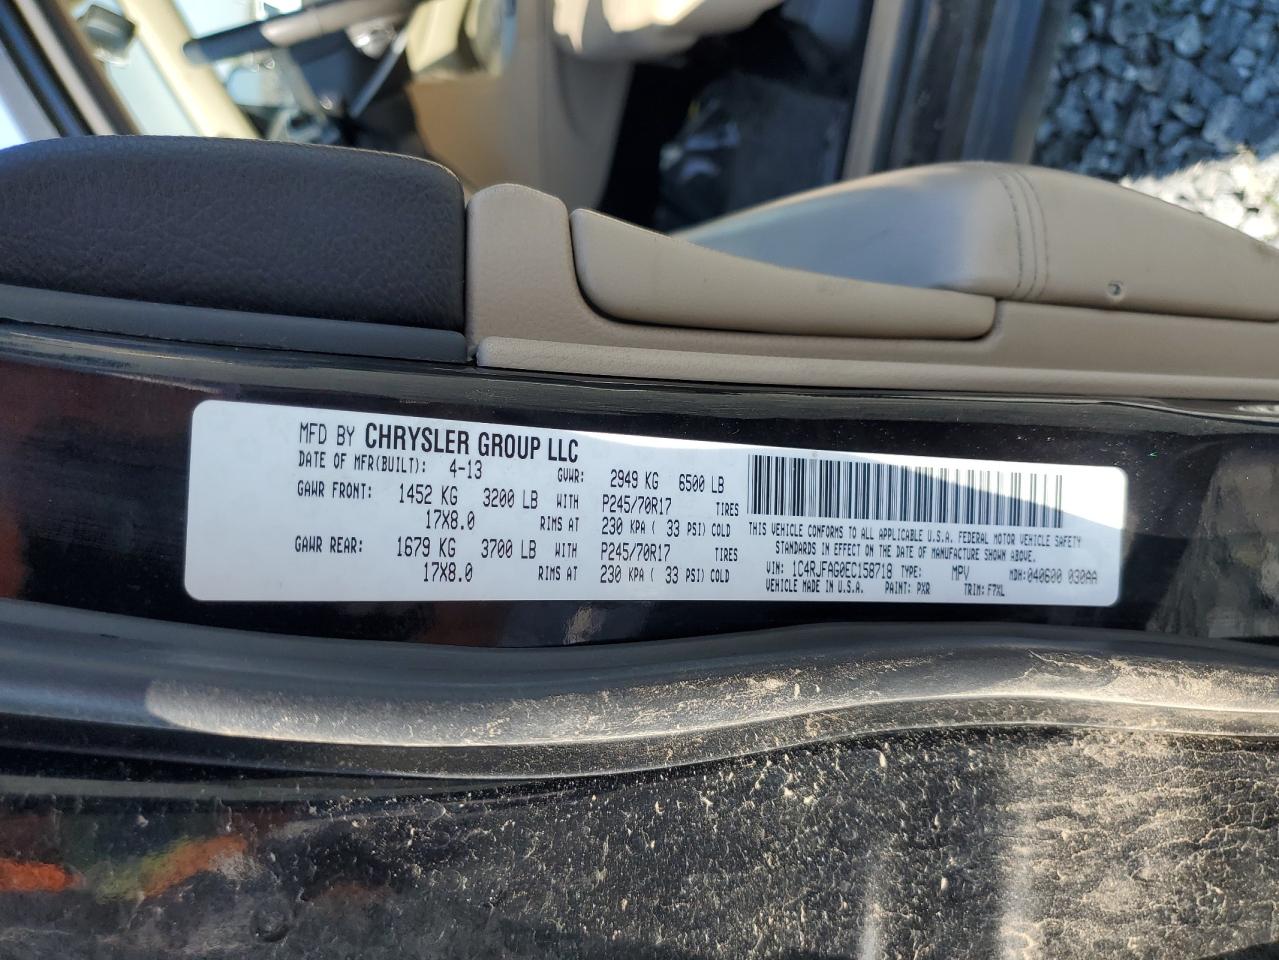 MFD BY CHRYSLER GROUP LLC
DATE OF MFR(BUILT): 4-13 GVWR: 2949 KG 6500 LB
GAWR FRONT: 1452 KG 3200 LB WITH P245/70R17 TIRES
17X8.0 RIMS AT 230 KPA ( 33 PSI) COLD
GAWR REAR: 1679 KG 3700 LB WITH P245/70R17 TIRES
17X8.0 RIMS AT 230 KPA ( 33 PSI) COLD
THIS VEHICLE CONFORMS TO ALL APPLICABLE U.S.A. FEDERAL MOTOR VEHICLE SAFETY
STANDARDS IN EFFECT ON THE DATE OF MANUFACTURE SHOWN ABOVE.
VIN: 1C4RJFAG0EC158718 TYPE: MPV MDH:040600 030AA
VEHICLE MADE IN U.S.A. PAINT: PXR TRIM: F7XL